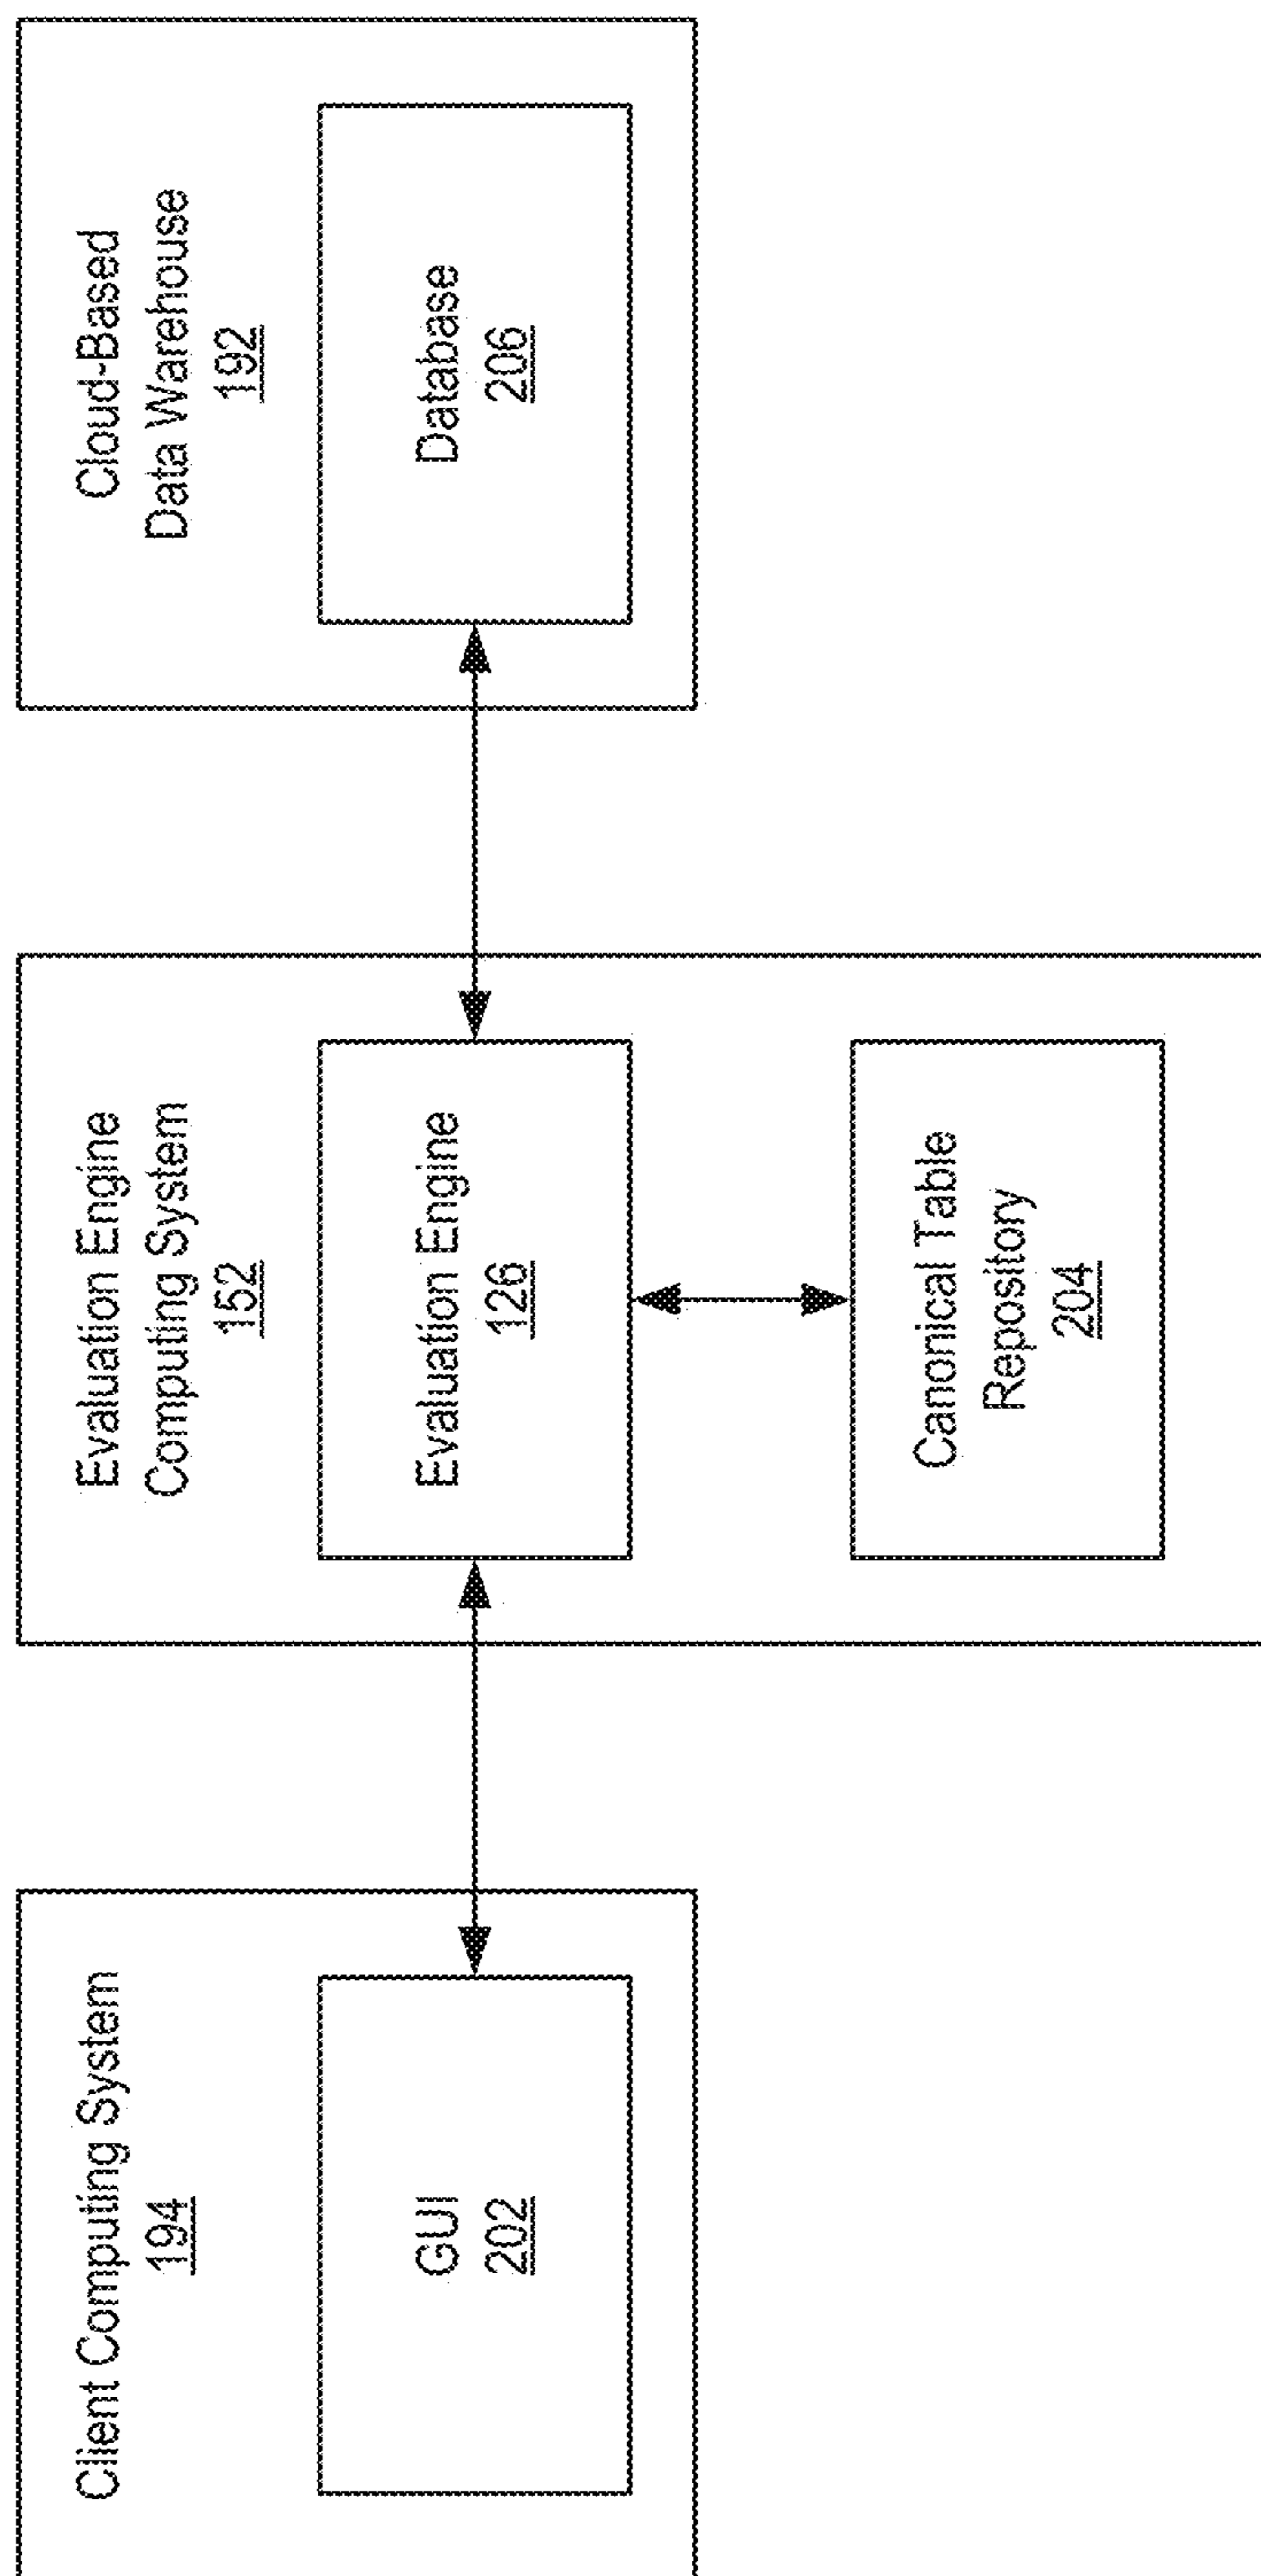 Client Computing System
194
GUI
202
Evaluation Engine
Computing System
152
Evaluation Engine
126
Canonical Table
Repository
204
Cloud-Based
Data Warehouse
192
Database
206